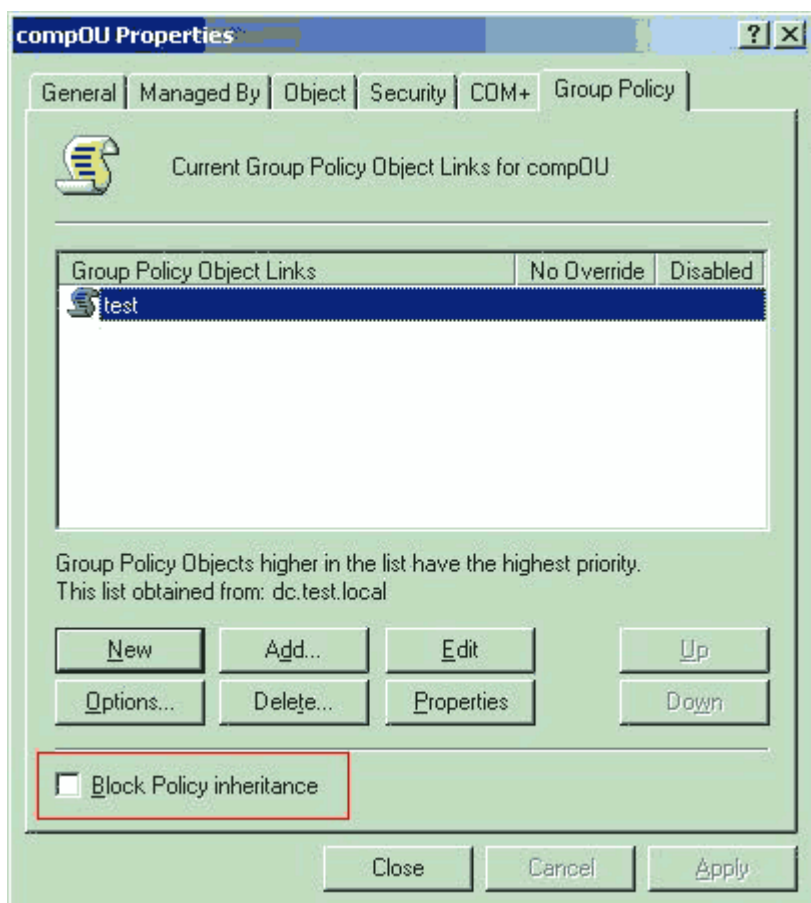 compOU Properties
General Managed By Object Security COM+ Group Policy
Current Group Policy Object Links for compOU
Group Policy Object Links No Override Disabled
test
Group Policy Objects higher in the list have the highest priority.
This list obtained from: dc.test.local
New Add... Edit Up
Options... Delete... Properties Down
Block Policy inheritance
Close Cancel Apply